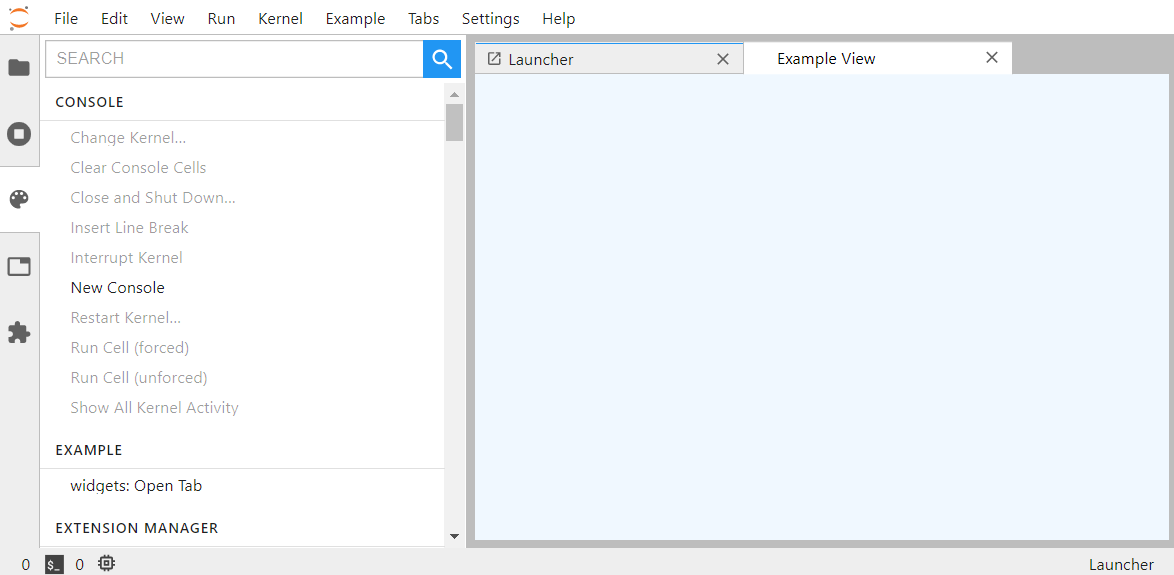 File Edit View Run Kernel Example Tabs Settings Help
SEARCH
Launcher
Example View
CONSOLE
Change Kernel...
Clear Console Cells
Close and Shut Down...
Insert Line Break
Interrupt Kernel
New Console
Restart Kernel...
Run Cell (forced)
Run Cell (unforced)
Show All Kernel Activity
EXAMPLE
widgets: Open Tab
EXTENSION MANAGER
0 $_ 0 Launcher